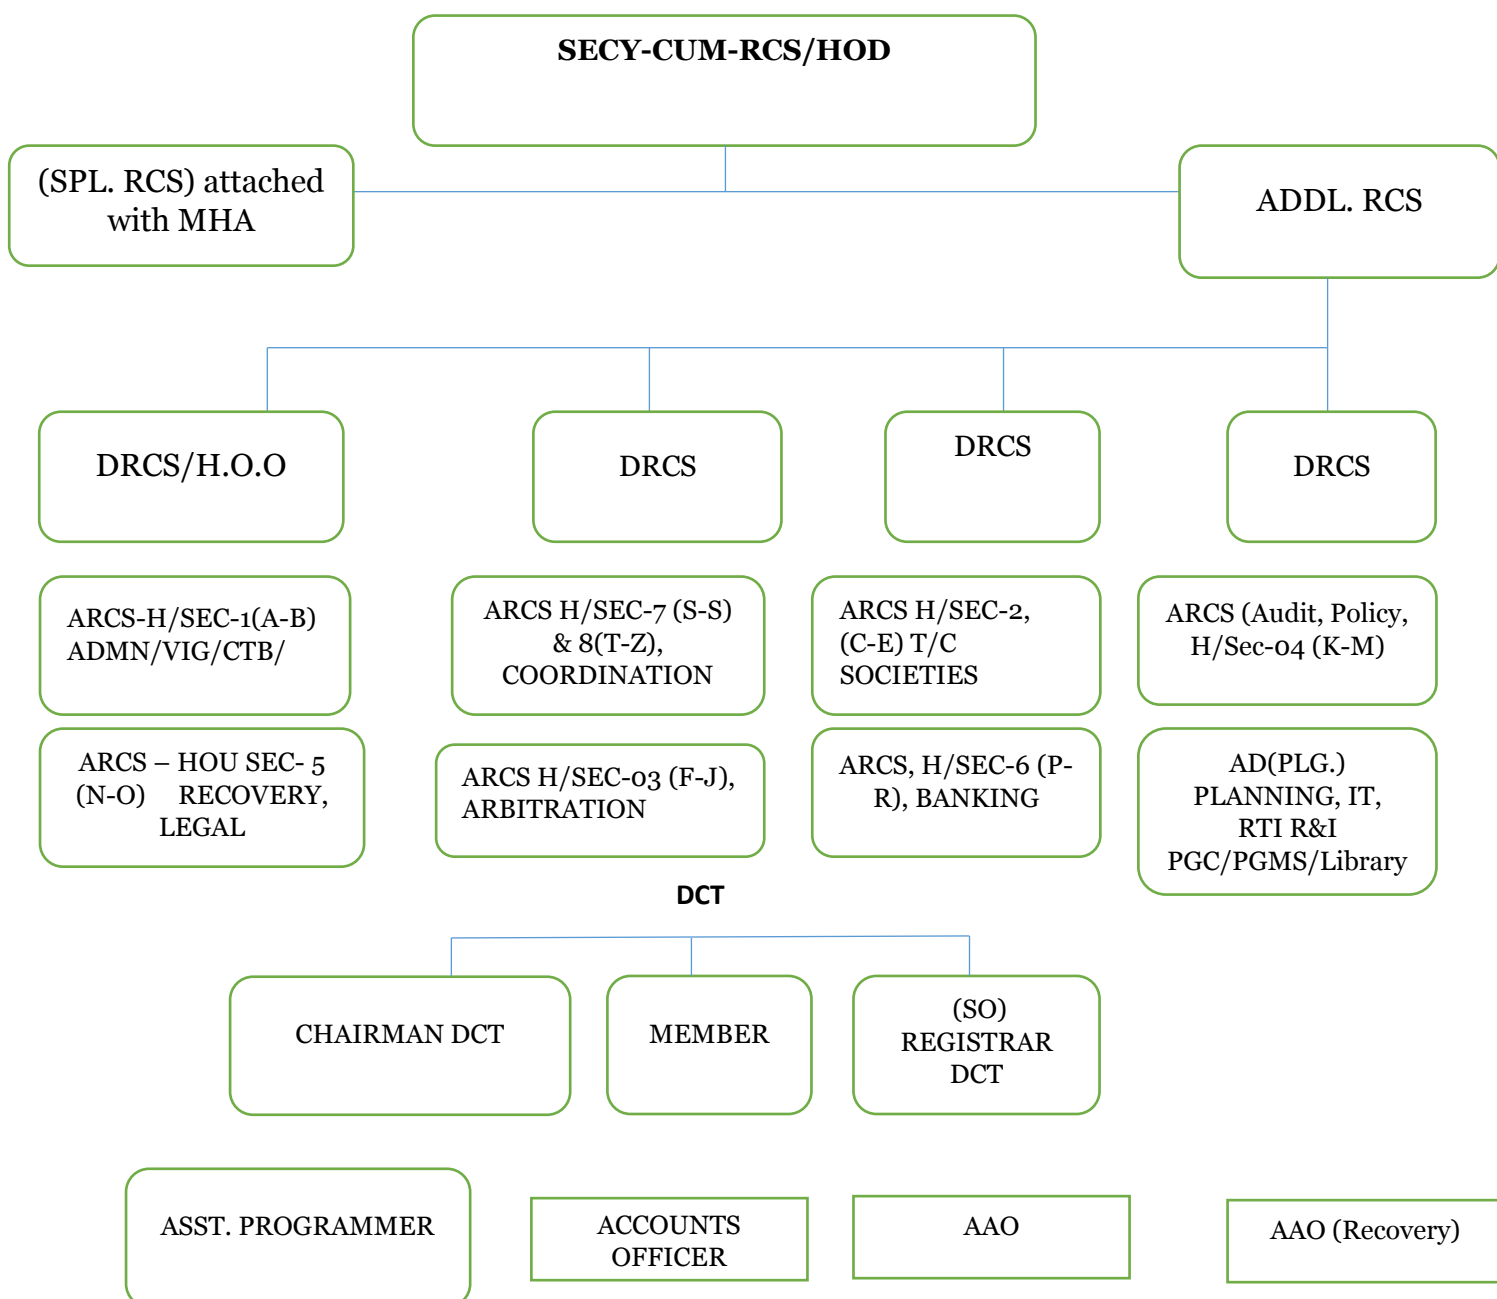 SECY-CUM-RCS/HOD
(SPL. RCS) attached
with MHA
ADDL. RCS
DRCS/H.O.O
DRCS
DRCS
DRCS
ARCS-H/SEC-1(A-B)
ADMN/VIG/CTB/
ARCS H/SEC-7 (S-S)
& 8(T-Z),
COORDINATION
ARCS H/SEC-2,
(C-E) T/C
SOCIETIES
ARCS (Audit, Policy,
H/Sec-04 (K-M)
ARCS – HOU SEC- 5
(N-O) RECOVERY,
LEGAL
ARCS H/SEC-03 (F-J),
ARBITRATION
ARCS, H/SEC-6 (P-
R), BANKING
AD(PLG.)
PLANNING, IT,
RTI R&I
PGC/PGMS/Library
DCT
CHAIRMAN DCT
MEMBER
(SO)
REGISTRAR
DCT
ASST. PROGRAMMER
ACCOUNTS
OFFICER
AAO
AAO (Recovery)